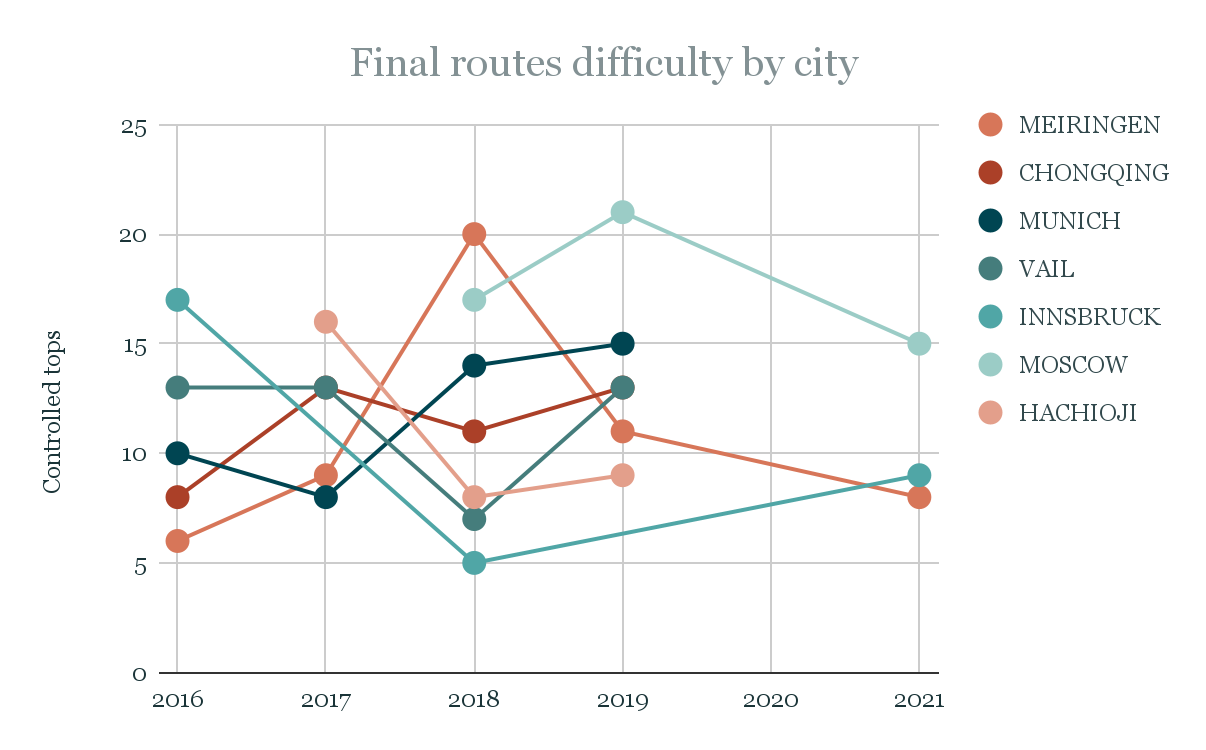 Final routes difficulty by city
25
20
15
10
5
0
Controlled tops
2016 2017 2018 2019 2020 2021
MEIRINGEN
CHONGQING
MUNICH
VAIL
INNSBRUCK
MOSCOW
HACHIOJI